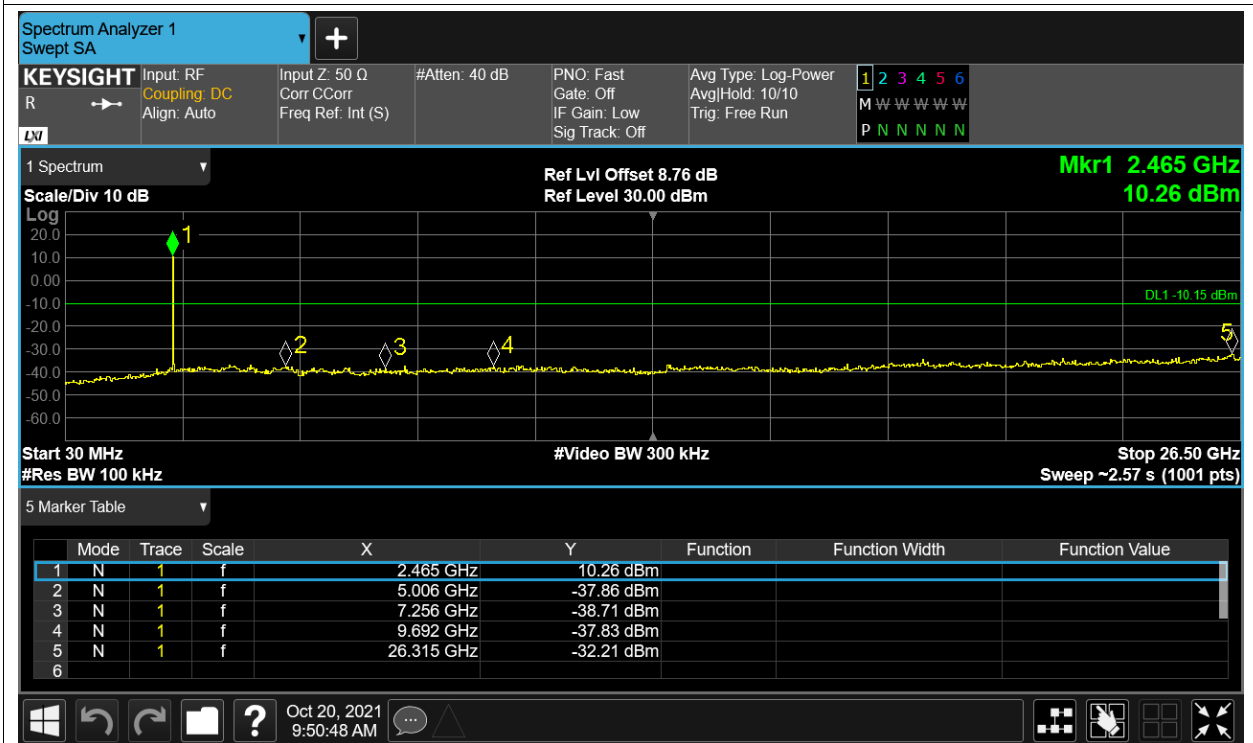 Spectrum Analyzer 1
Swept SA
KEYSIGHT
R
LXI
Input: RF
Coupling: DC
Align: Auto
Input Z: 50 Ω
Corr CCorr
Freq Ref: Int (S)
#Atten: 40 dB
PNO: Fast
Gate: Off
IF Gain: Low
Sig Track: Off
Avg Type: Log-Power
Avg|Hold: 10/10
Trig: Free Run
1 2 3 4 5 6
M W W W W W
P N N N N N
1 Spectrum
Scale/Div 10 dB
Ref Lvl Offset 8.76 dB
Ref Level 30.00 dBm
Mkr1 2.465 GHz
10.26 dBm
Log
20.0
10.0
0.00
-10.0
-20.0
-30.0
-40.0
-50.0
-60.0
1
2
3
4
5
DL1 -10.15 dBm
Start 30 MHz
#Video BW 300 kHz
Stop 26.50 GHz
#Res BW 100 kHz
Sweep ~2.57 s (1001 pts)
5 Marker Table
Mode Trace Scale X Y Function Function Width Function Value
1 N 1 f 2.465 GHz 10.26 dBm
2 N 1 f 5.006 GHz -37.86 dBm
3 N 1 f 7.256 GHz -38.71 dBm
4 N 1 f 9.692 GHz -37.83 dBm
5 N 1 f 26.315 GHz -32.21 dBm
6
?
Oct 20, 2021
9:50:48 AM